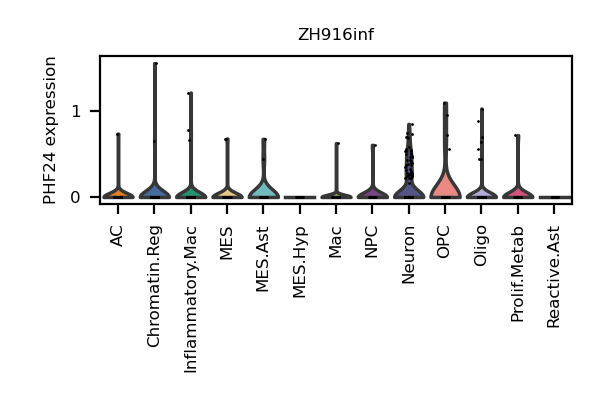 ZH916inf
PHF24 expression
1
0
AC
Chromatin.Reg
Inflammatory.Mac
MES
MES.Ast
MES.Hyp
Mac
NPC
Neuron
OPC
Oligo
Prolif.Metab
Reactive.Ast